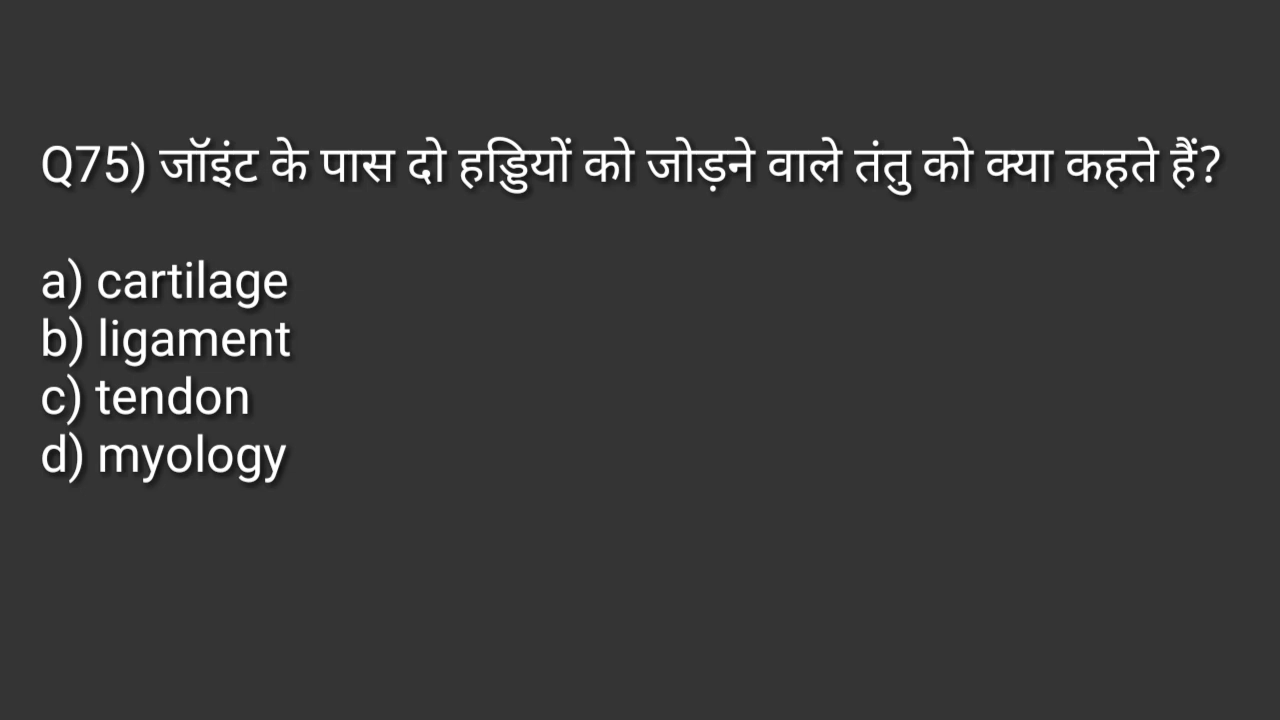 Q75) जॉइंट के पास दो हड्डियों को जोड़ने वाले तंतु को क्या कहते हैं?
a) cartilage
b) ligament
c) tendon
d) myology